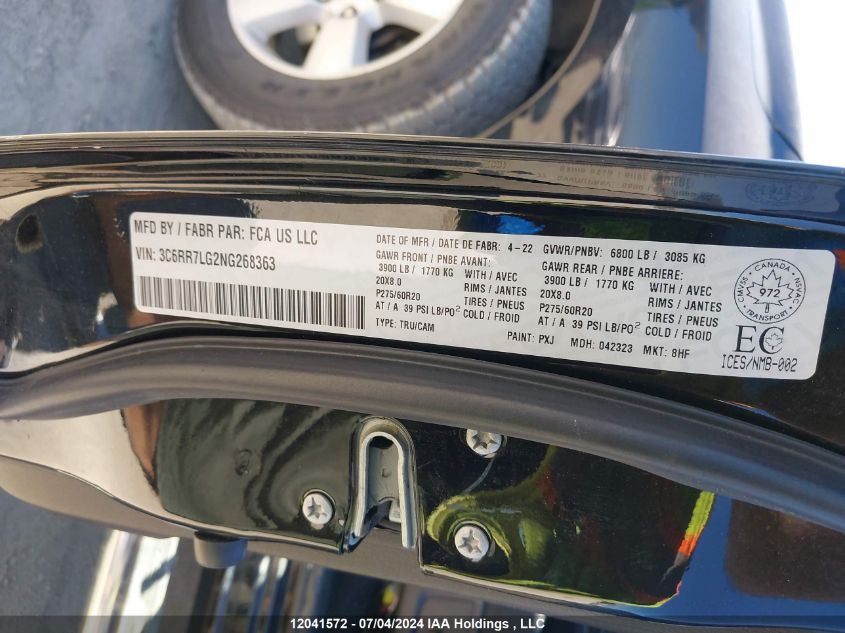 MFD BY / FABR PAR: FCA US LLC
VIN: 3C6RR7LG2NG268363
DATE OF MFR / DATE DE FABR: 4-22
GAWR FRONT / PNBE AVANT:
3900 LB / 1770 KG WITH / AVEC
20X8.0 RIMS / JANTES
P275/60R20 TIRES / PNEUS
AT / A 39 PSI LB/PO² COLD / FROID
TYPE: TRU/CAM
GVWR/PNBV: 6800 LB / 3085 KG
GAWR REAR / PNBE ARRIERE:
3900 LB / 1770 KG WITH / AVEC
20X8.0 RIMS / JANTES
P275/60R20 TIRES / PNEUS
AT / A 39 PSI LB/PO² COLD / FROID
PAINT: PXJ MDH: 042323 MKT: 8HF
CANADA
CMVSS
972
NSVAC
TRANSPORT
EC
ICES/NMB-002
12041572 - 07/04/2024 IAA Holdings , LLC